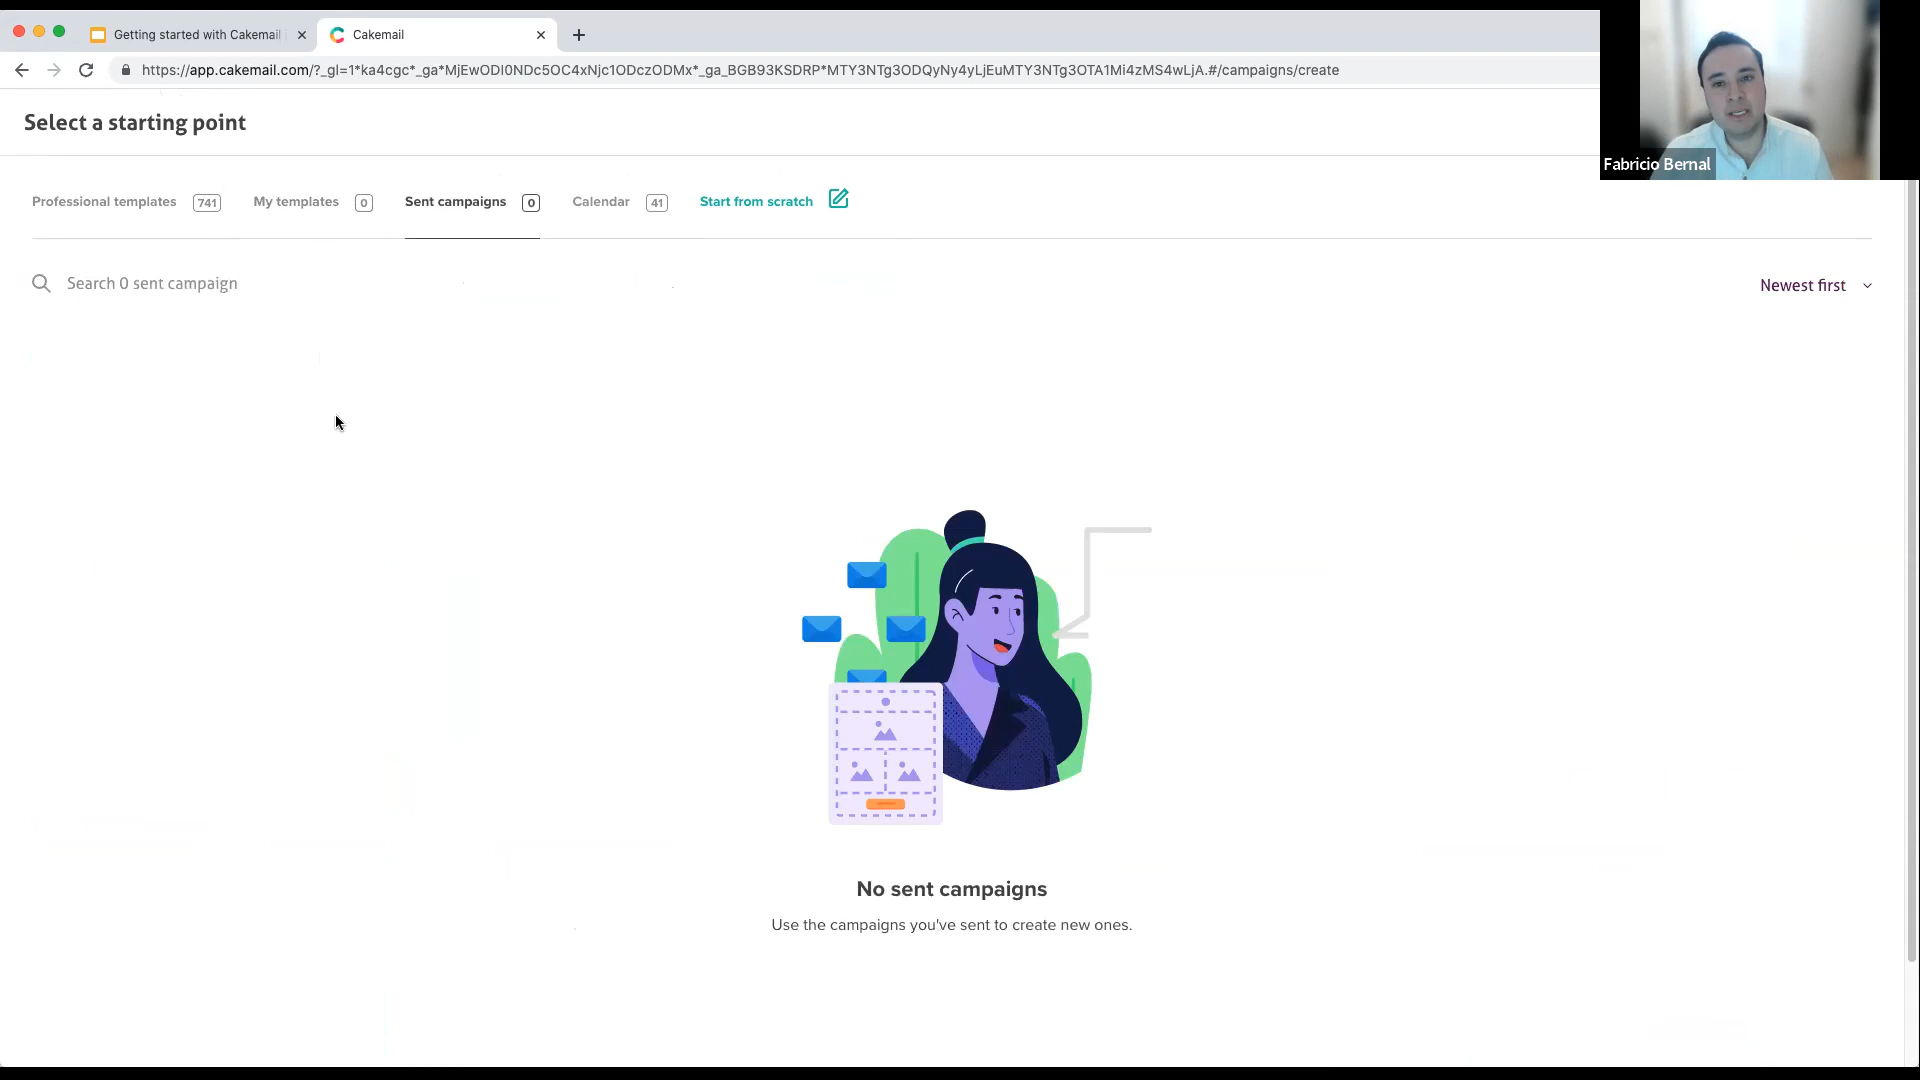 Getting started with Cakemail
Cakemail
https://app.cakemail.com/?_gl=1*ka4cgc*_ga*MjEwODI0NDc5OC4xNjc1ODczODMx*_ga_BGB93KSDRP*MTY3NTg3ODQyNy4yLjEuMTY3NTg3OTA1Mi4zMS4wLjA.#/campaigns/create
Fabricio Bernal
Select a starting point
Professional templates 741 My templates 0 Sent campaigns 0 Calendar 41 Start from scratch
Search 0 sent campaign
Newest first
No sent campaigns
Use the campaigns you've sent to create new ones.